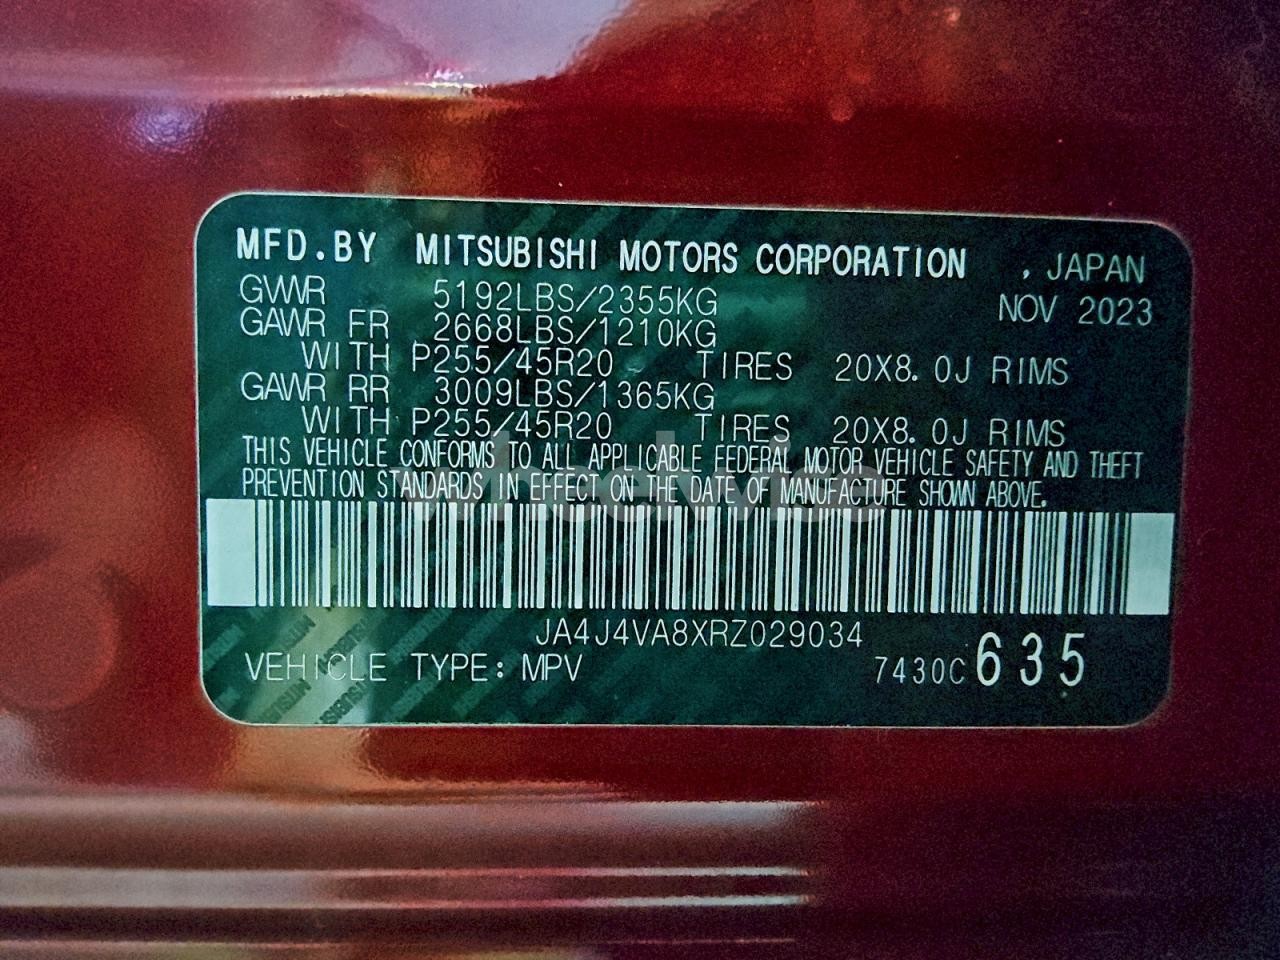 MFD.BY MITSUBISHI MOTORS CORPORATION , JAPAN
GVWR 5192LBS/2355KG NOV 2023
GAWR FR 2668LBS/1210KG
WITH P255/45R20 TIRES 20X8.0J RIMS
GAWR RR 3009LBS/1365KG
WITH P255/45R20 TIRES 20X8.0J RIMS
THIS VEHICLE CONFORMS TO ALL APPLICABLE FEDERAL MOTOR VEHICLE SAFETY AND THEFT
PREVENTION STANDARDS IN EFFECT ON THE DATE OF MANUFACTURE SHOWN ABOVE.
JA4J4VA8XRZ029034
VEHICLE TYPE: MPV 7430C 635